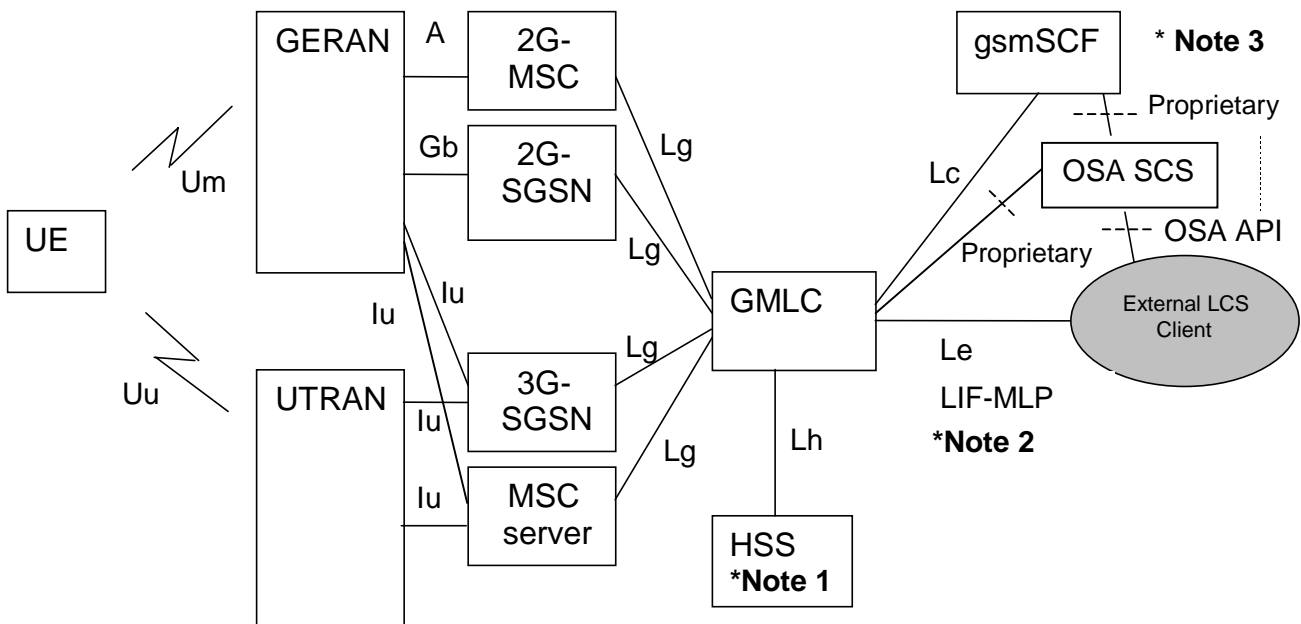 GERAN
A
2G-
MSC
gsmSCF
* Note 3
Proprietary
Um
Gb
2G-
SGSN
Lg
Lc
OSA SCS
UE
Lg
Proprietary
OSA API
Iu
Iu
GMLC
External LCS
Client
Uu
UTRAN
Iu
3G-
SGSN
Lg
Le
LIF-MLP
*Note 2
Iu
MSC
server
Lg
Lh
HSS
*Note 1